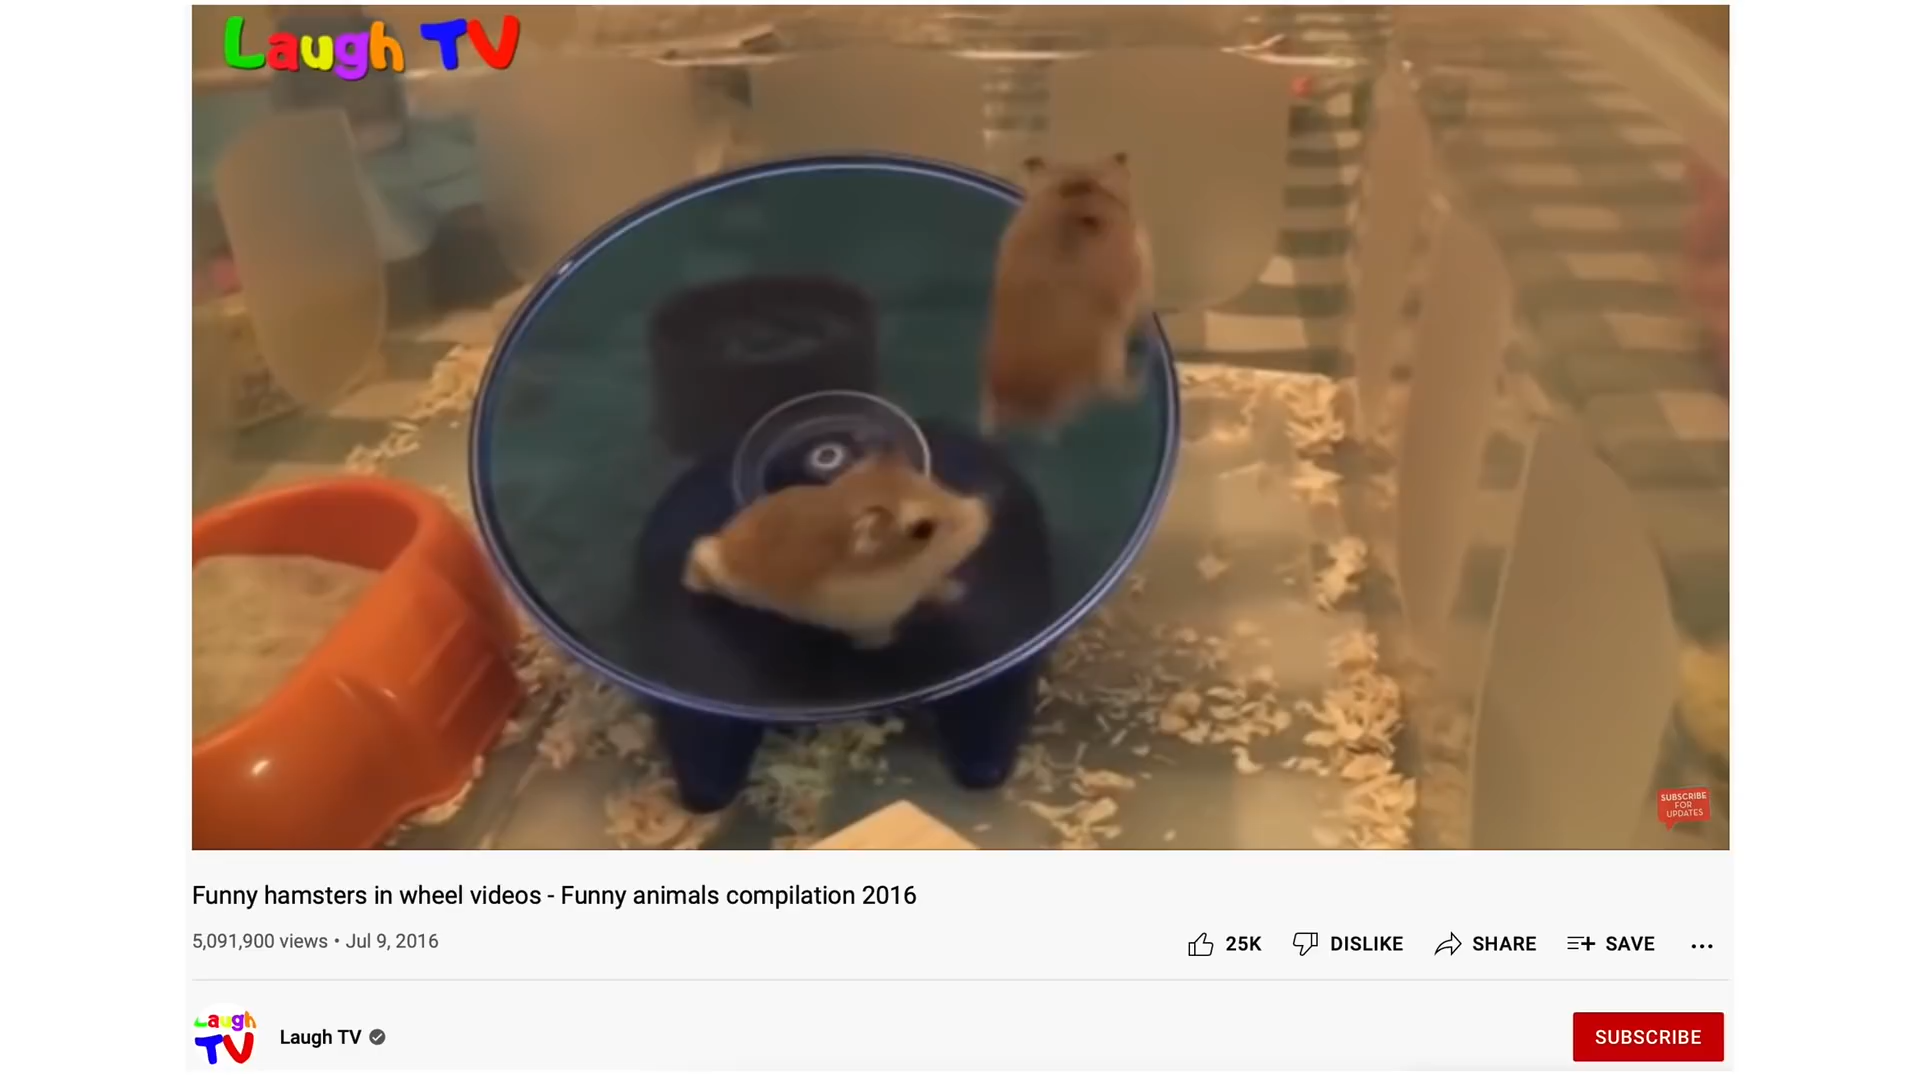 Laugh TV
SUBSCRIBE
FOR
UPDATES
Funny hamsters in wheel videos - Funny animals compilation 2016
5,091,900 views • Jul 9, 2016
25K DISLIKE SHARE SAVE ...
Laugh
TV
Laugh TV
SUBSCRIBE